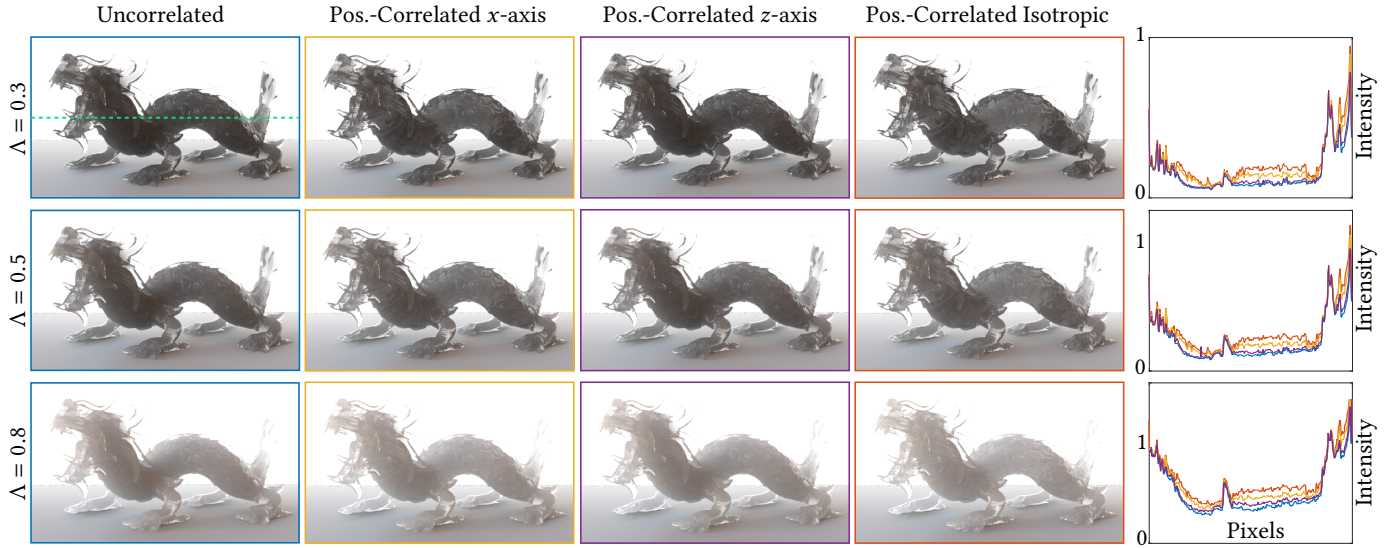 Uncorrelated
Pos.-Correlated x-axis
Pos.-Correlated z-axis
Pos.-Correlated Isotropic
Λ = 0.3
1
0
Intensity
Λ = 0.5
1
0
Intensity
Λ = 0.8
1
0
Intensity
Pixels